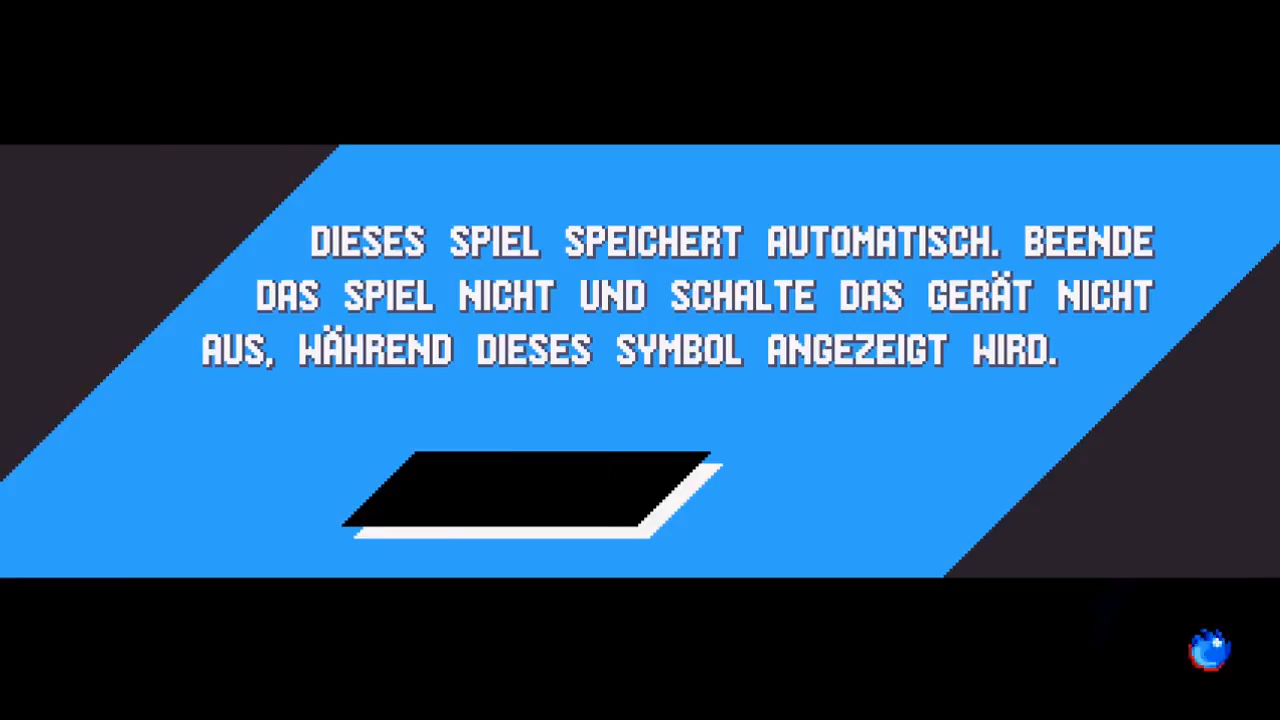 DIESES SPIEL SPEICHERT AUTOMATISCH. BEENDE
DAS SPIEL NICHT UND SCHALTE DAS GERÄT NICHT
AUS, WÄHREND DIESES SYMBOL ANGEZEIGT WIRD.